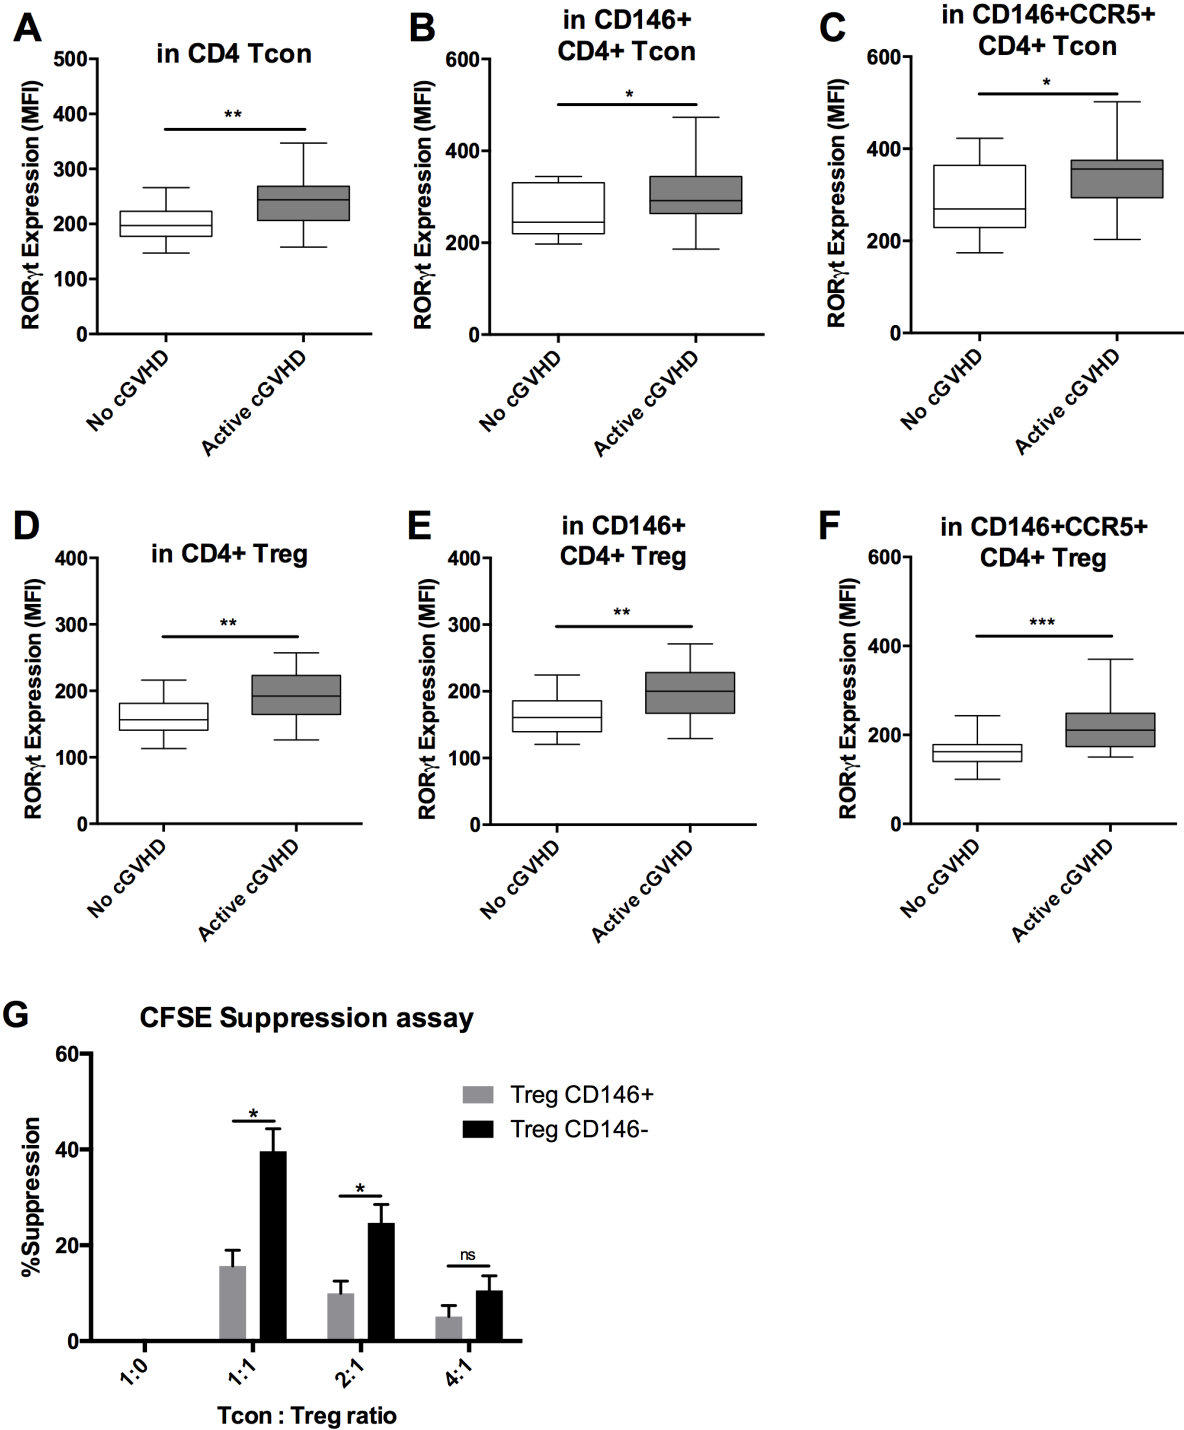 A
in CD4 Tcon
RORγt Expression (MFI)
500
400
300
200
100
0
**
No cGVHD
Active cGVHD
B
in CD146+
CD4+ Tcon
RORγt Expression (MFI)
600
400
200
0
*
No cGVHD
Active cGVHD
C
in CD146+CCR5+
CD4+ Tcon
RORγt Expression (MFI)
600
400
200
0
*
No cGVHD
Active cGVHD
D
in CD4+ Treg
RORγt Expression (MFI)
400
300
200
100
0
**
No cGVHD
Active cGVHD
E
in CD146+
CD4+ Treg
RORγt Expression (MFI)
400
300
200
100
0
**
No cGVHD
Active cGVHD
F
in CD146+CCR5+
CD4+ Treg
RORγt Expression (MFI)
600
400
200
0
***
No cGVHD
Active cGVHD
G
CFSE Suppression assay
%Suppression
60
40
20
0
Treg CD146+
Treg CD146-
*
*
ns
1:0
1:1
2:1
4:1
Tcon : Treg ratio